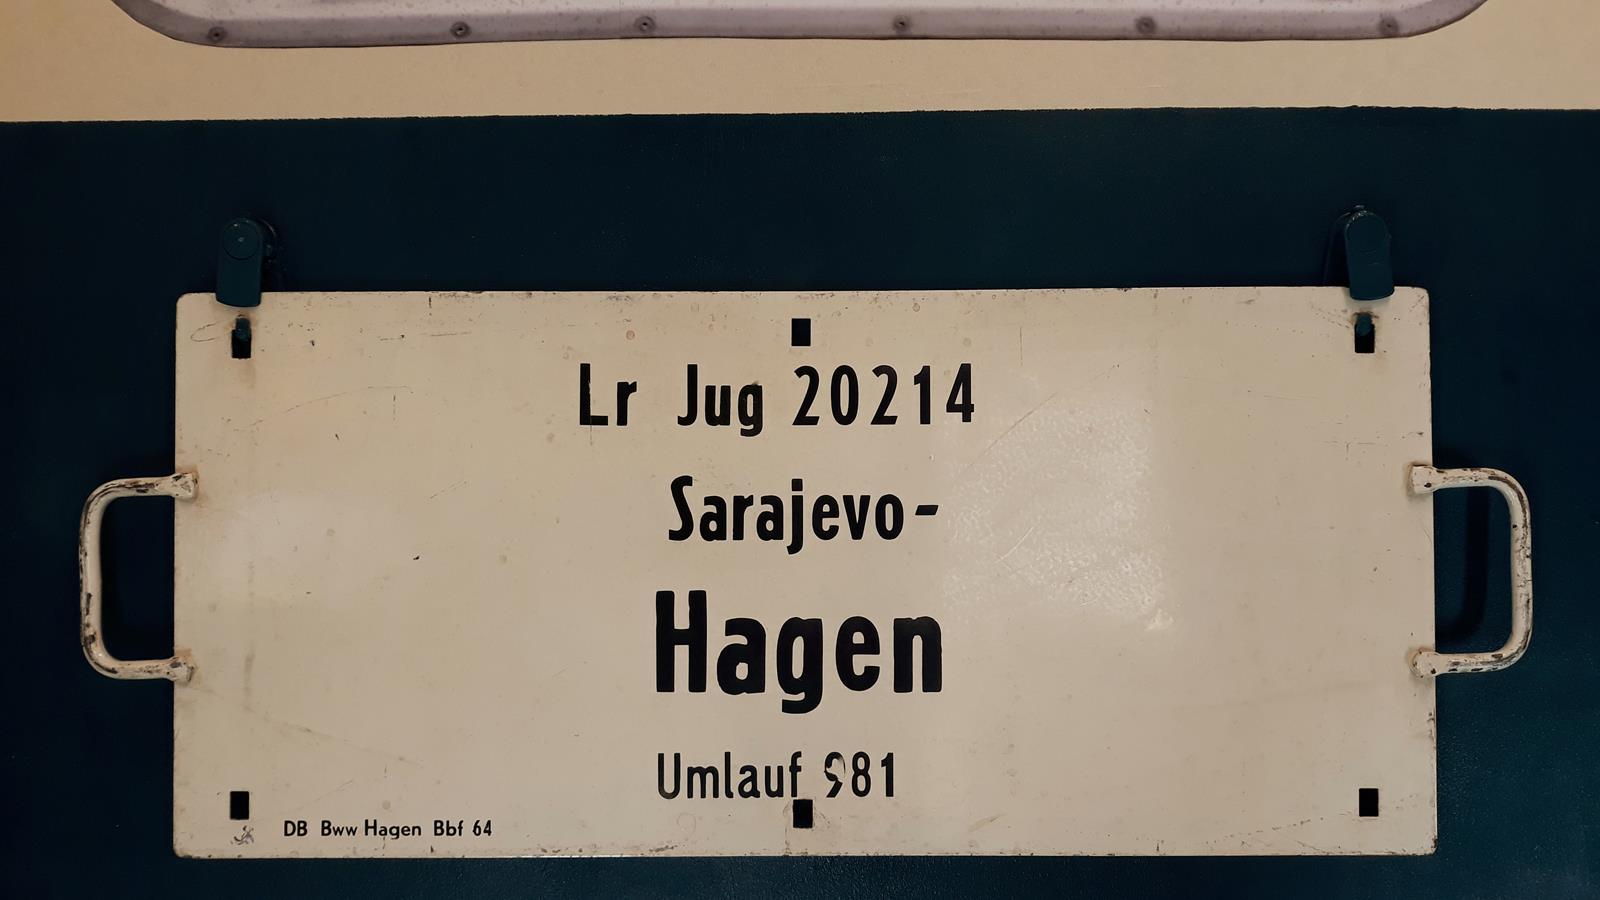 Lr Jug 20214
Sarajevo-
Hagen
Umlauf 981
DB Bww Hagen Bbf 64